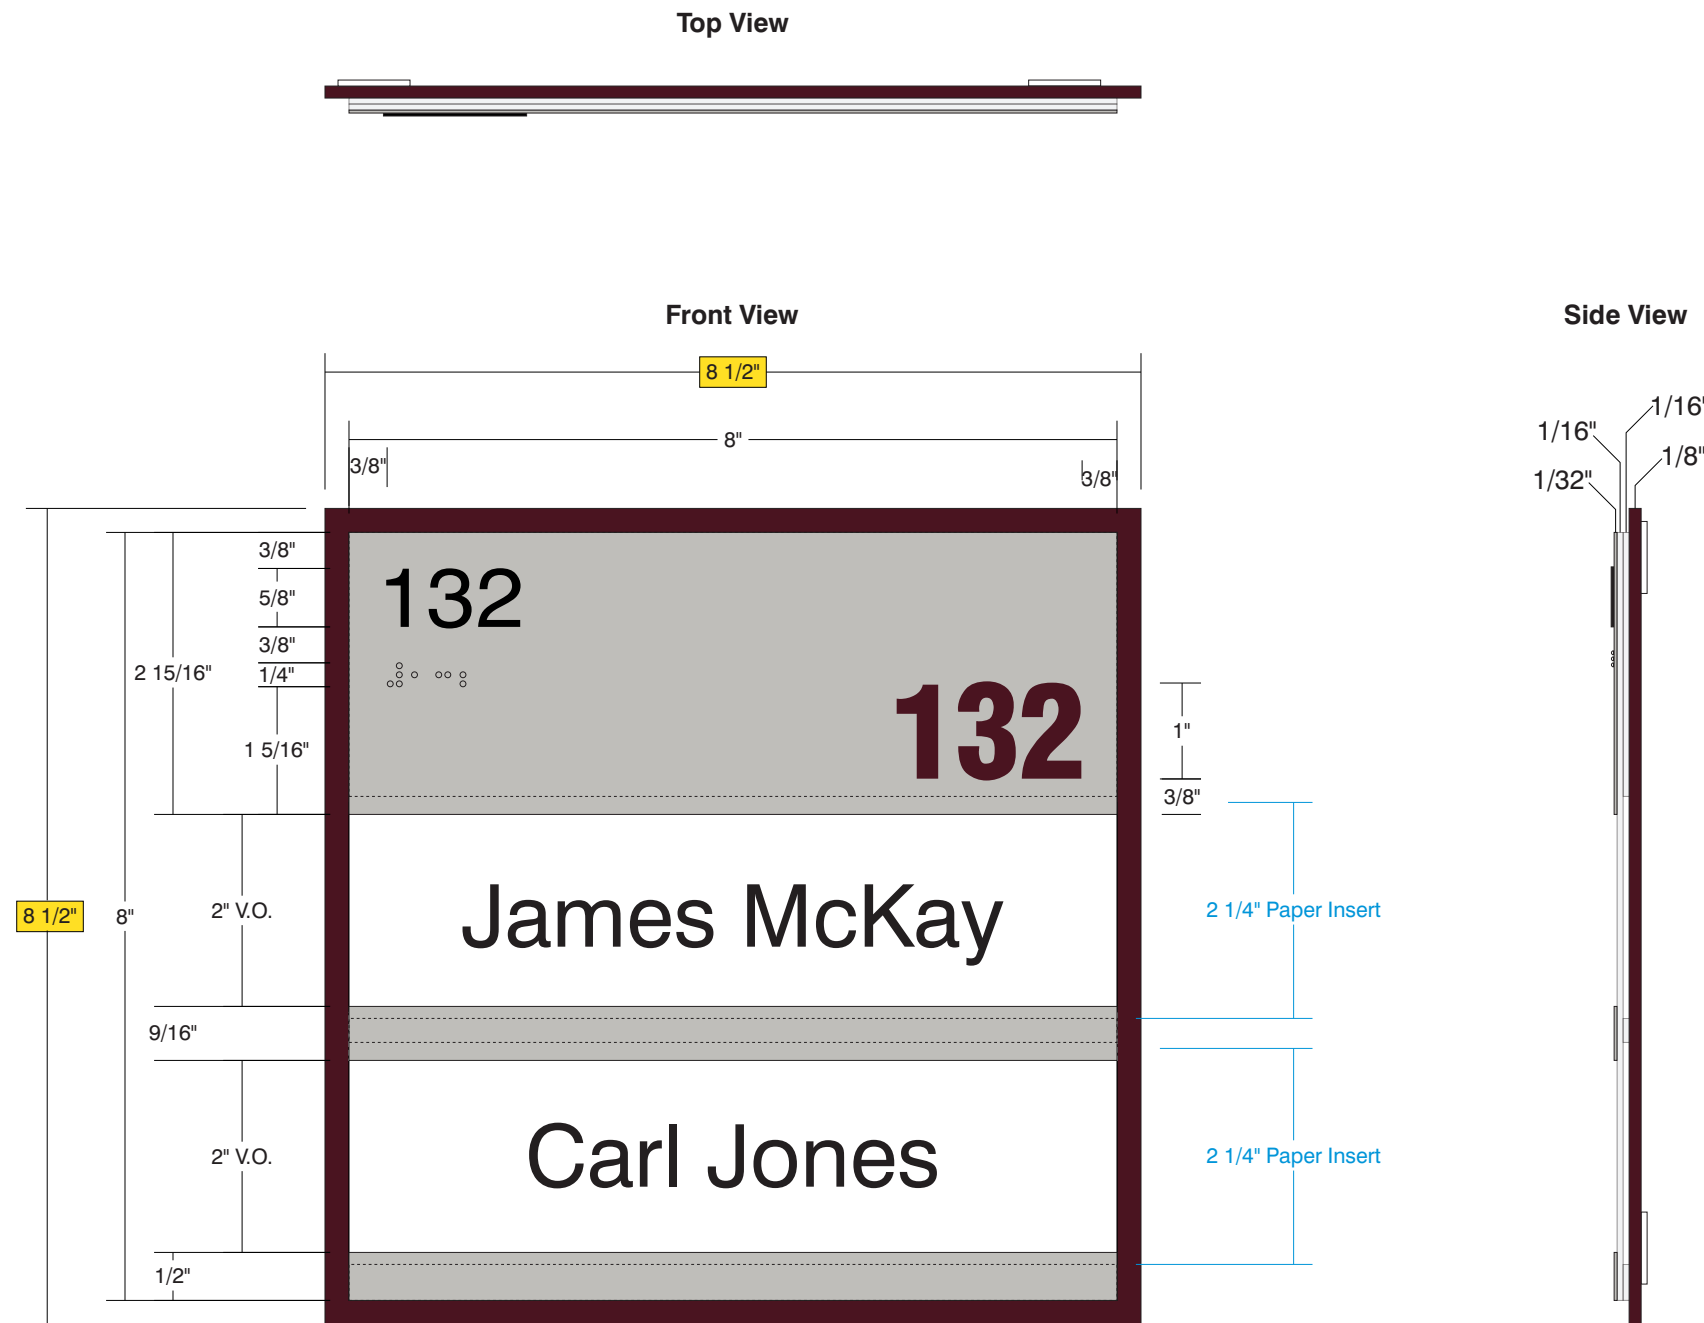 Top View
Front View
Side View
8 1/2"
8"
3/8"
3/8"
1/16"
1/16"
1/8"
1/32"
3/8"
5/8"
3/8"
1/4"
2 15/16"
1 5/16"
132
132
1"
3/8"
8 1/2"
8"
2" V.O.
James McKay
2 1/4" Paper Insert
9/16"
2" V.O.
Carl Jones
2 1/4" Paper Insert
1/2"